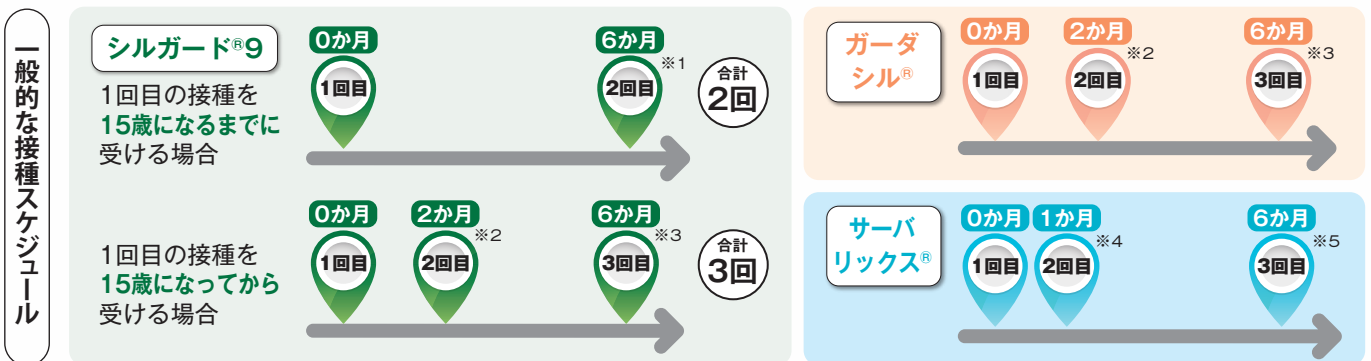 一般的な接種スケジュール
シルガード®9
1回目の接種を
15歳になるまでに
受ける場合
0か月
1回目
6か月
※1
2回目
合計
2回
1回目の接種を
15歳になってから
受ける場合
0か月
1回目
2か月
※2
2回目
6か月
※3
3回目
合計
3回
ガーダ
シル®
0か月
1回目
2か月
※2
2回目
6か月
※3
3回目
サーバ
リックス®
0か月
1回目
1か月
※4
2回目
6か月
※5
3回目